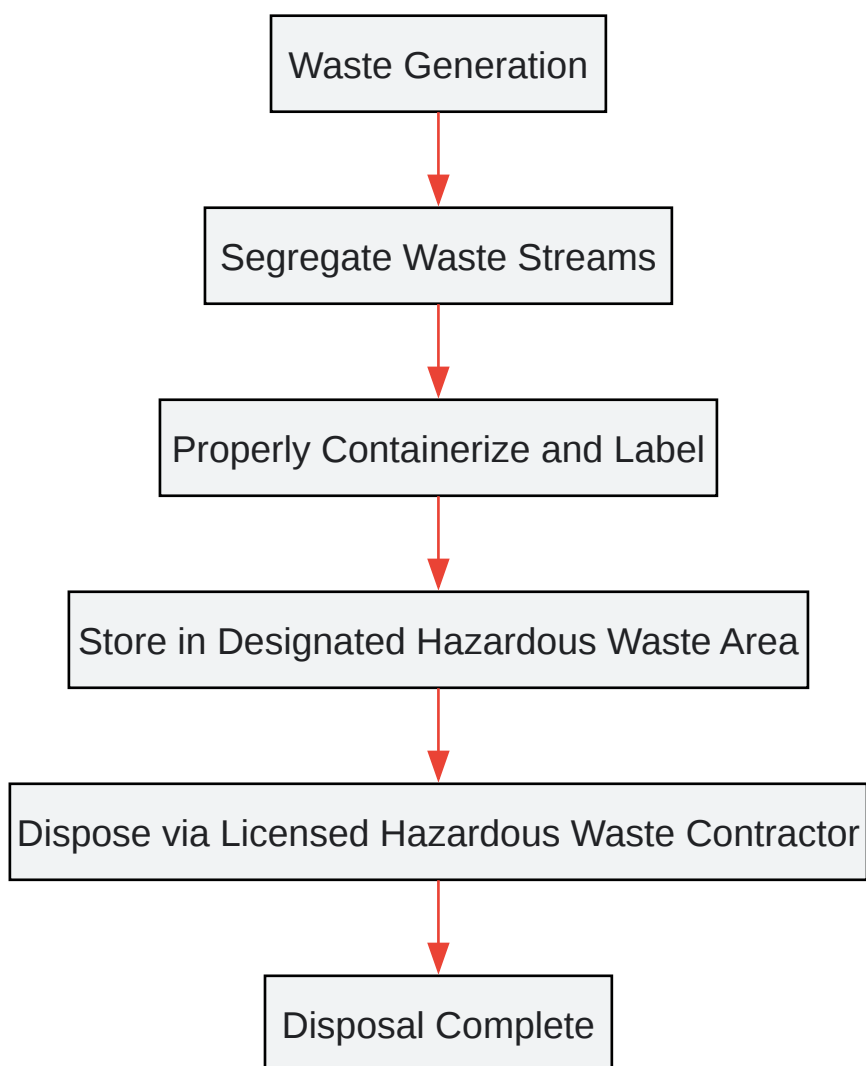 Waste Generation
Segregate Waste Streams
Properly Containerize and Label
Store in Designated Hazardous Waste Area
Dispose via Licensed Hazardous Waste Contractor
Disposal Complete